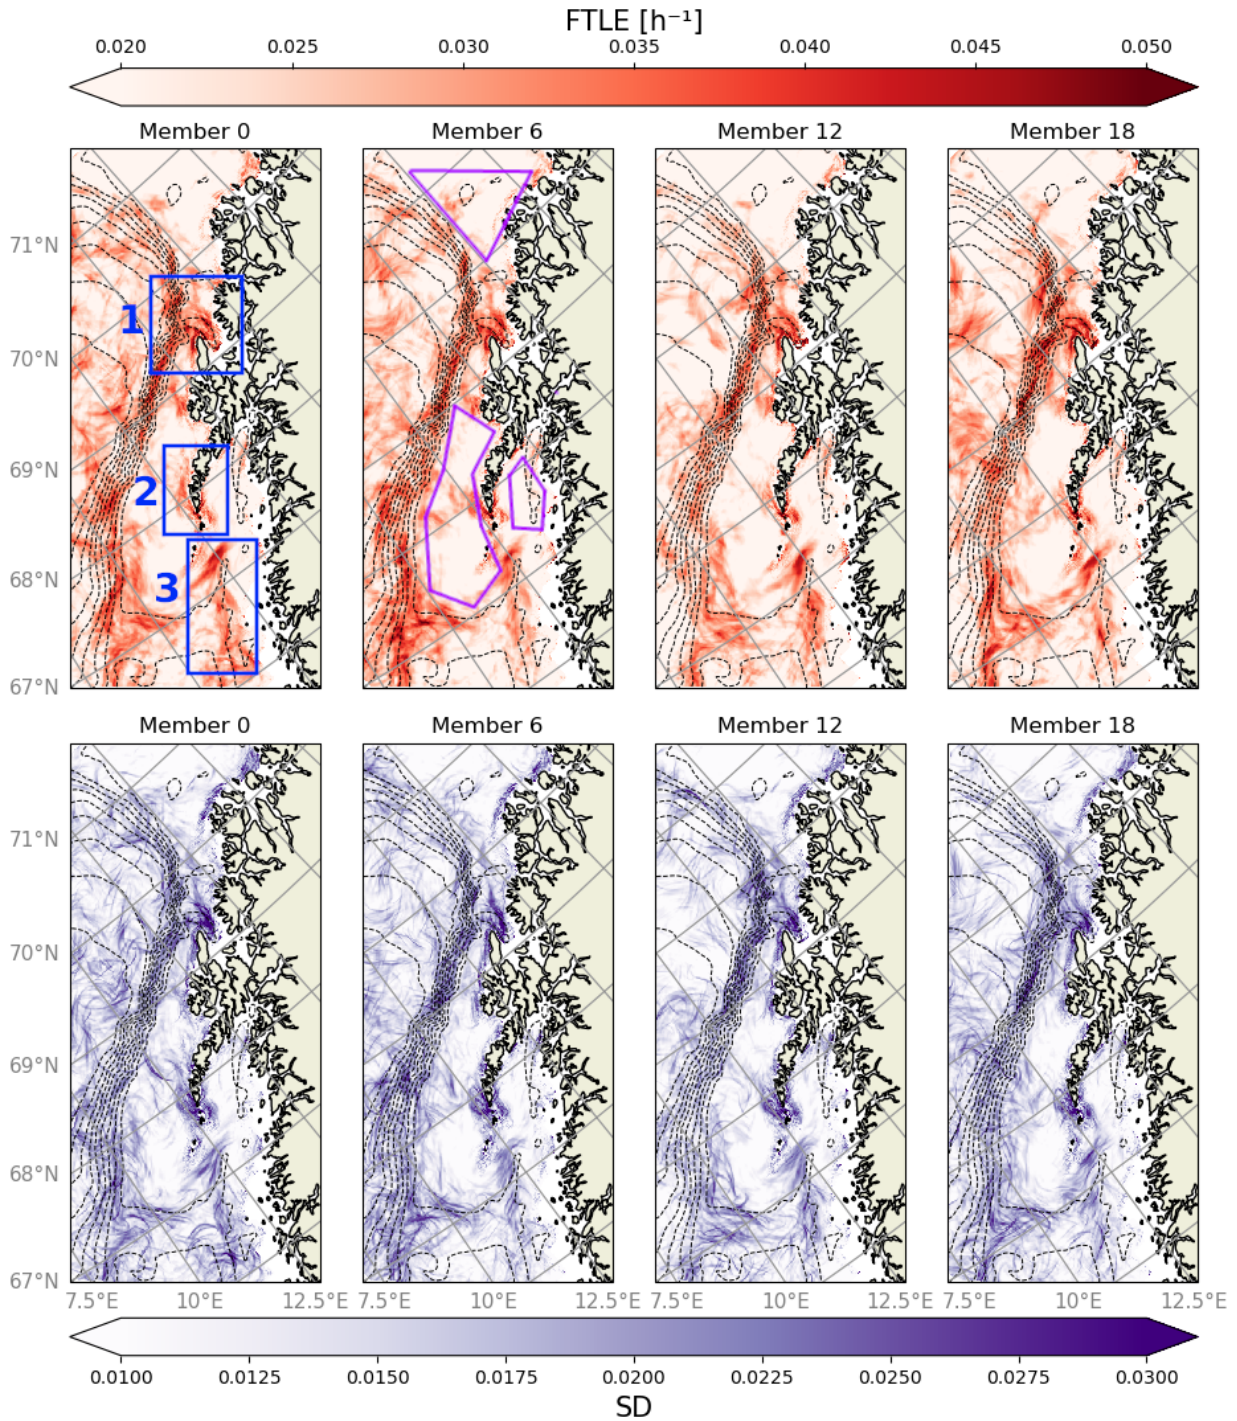 FTLE [h⁻¹]
0.020 0.025 0.030 0.035 0.040 0.045 0.050
Member 0 Member 6 Member 12 Member 18
71°N
1
70°N
69°N
2
68°N
3
67°N
Member 0 Member 6 Member 12 Member 18
71°N
70°N
69°N
68°N
67°N
7.5°E 10°E 12.5°E 7.5°E 10°E 12.5°E 7.5°E 10°E 12.5°E 7.5°E 10°E 12.5°E
0.0100 0.0125 0.0150 0.0175 0.0200 0.0225 0.0250 0.0275 0.0300
SD